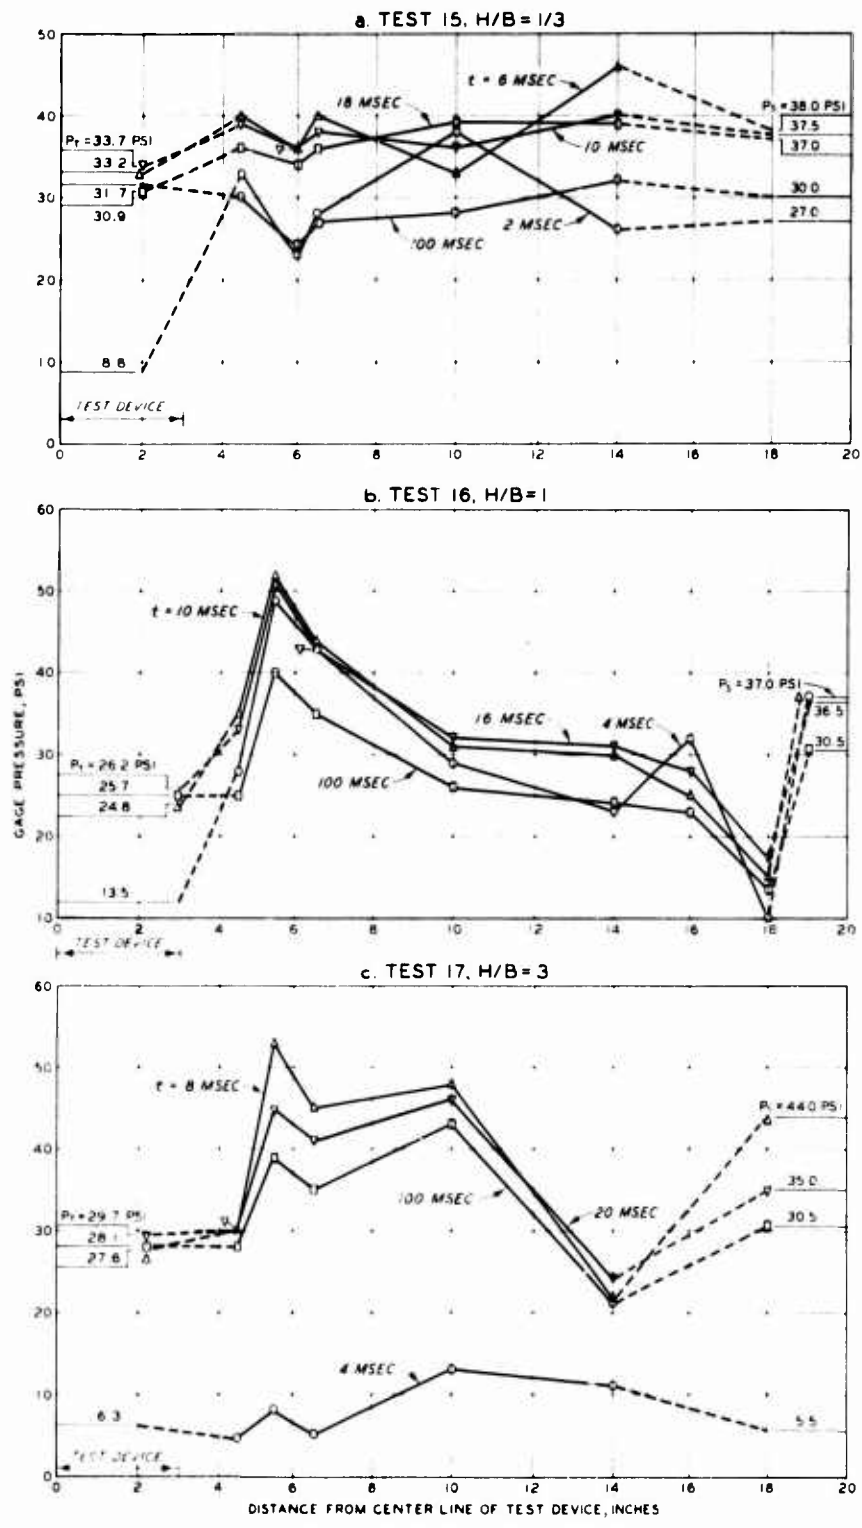 a. TEST 15, H/B = 1/3
50
40
30
20
10
0
t = 6 MSEC
18 MSEC
10 MSEC
100 MSEC
2 MSEC
PT = 33.7 PSI
33.2
31.7
30.9
8.8
PS = 38.0 PSI
37.5
37.0
30.0
27.0
TEST DEVICE
0 2 4 6 8 10 12 14 16 18 20
b. TEST 16, H/B = 1
60
50
40
30
20
10
GAGE PRESSURE, PSI
t = 10 MSEC
16 MSEC
4 MSEC
100 MSEC
PT = 26.2 PSI
25.7
24.8
13.5
PS = 37.0 PSI
36.5
30.5
TEST DEVICE
0 2 4 6 8 10 12 14 16 18 20
c. TEST 17, H/B = 3
60
50
40
30
20
10
0
t = 8 MSEC
100 MSEC
20 MSEC
4 MSEC
PT = 29.7 PSI
28.1
27.6
6.3
PS = 44.0 PSI
35.0
30.5
5.5
TEST DEVICE
0 2 4 6 8 10 12 14 16 18 20
DISTANCE FROM CENTER LINE OF TEST DEVICE, INCHES